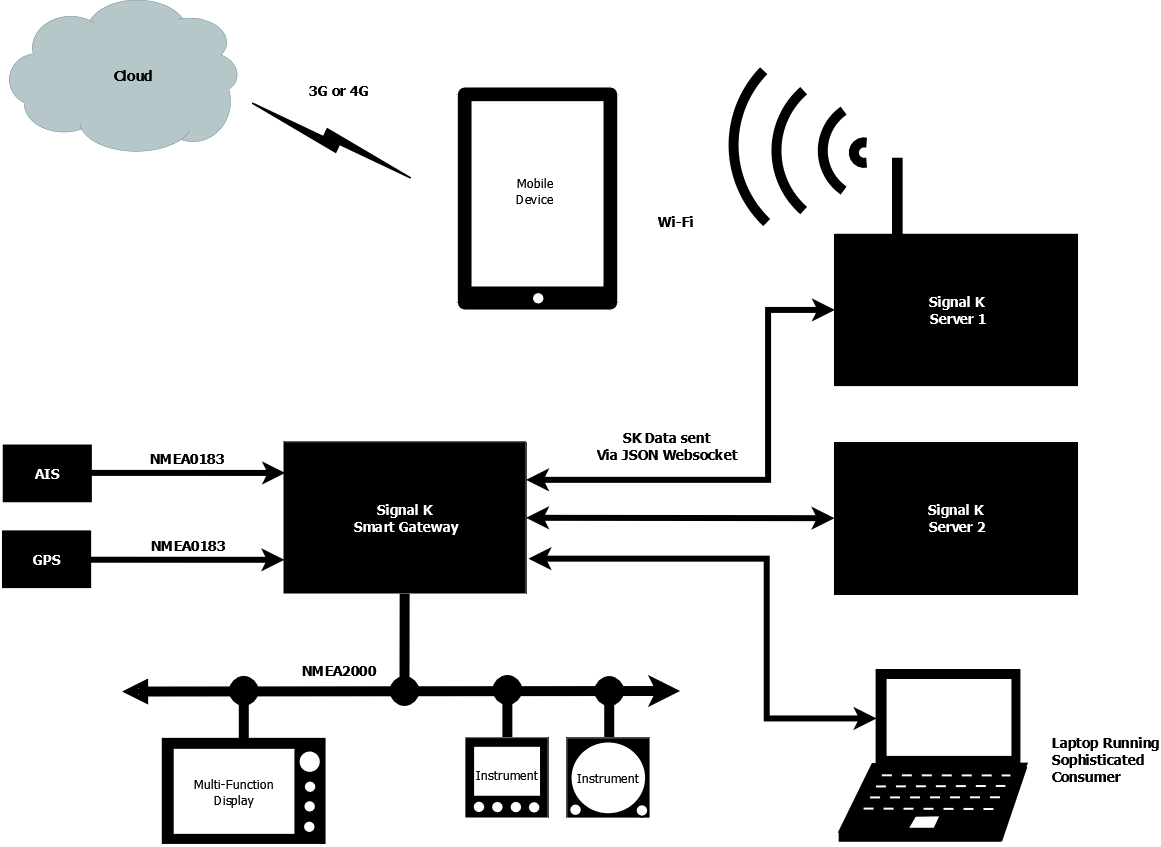 Cloud
3G or 4G
Mobile
Device
Wi-Fi
Signal K
Server 1
SK Data sent
Via JSON Websocket
AIS
NMEA0183
Signal K
Smart Gateway
Signal K
Server 2
GPS
NMEA0183
NMEA2000
Multi-Function
Display
Instrument
Instrument
Laptop Running
Sophisticated
Consumer